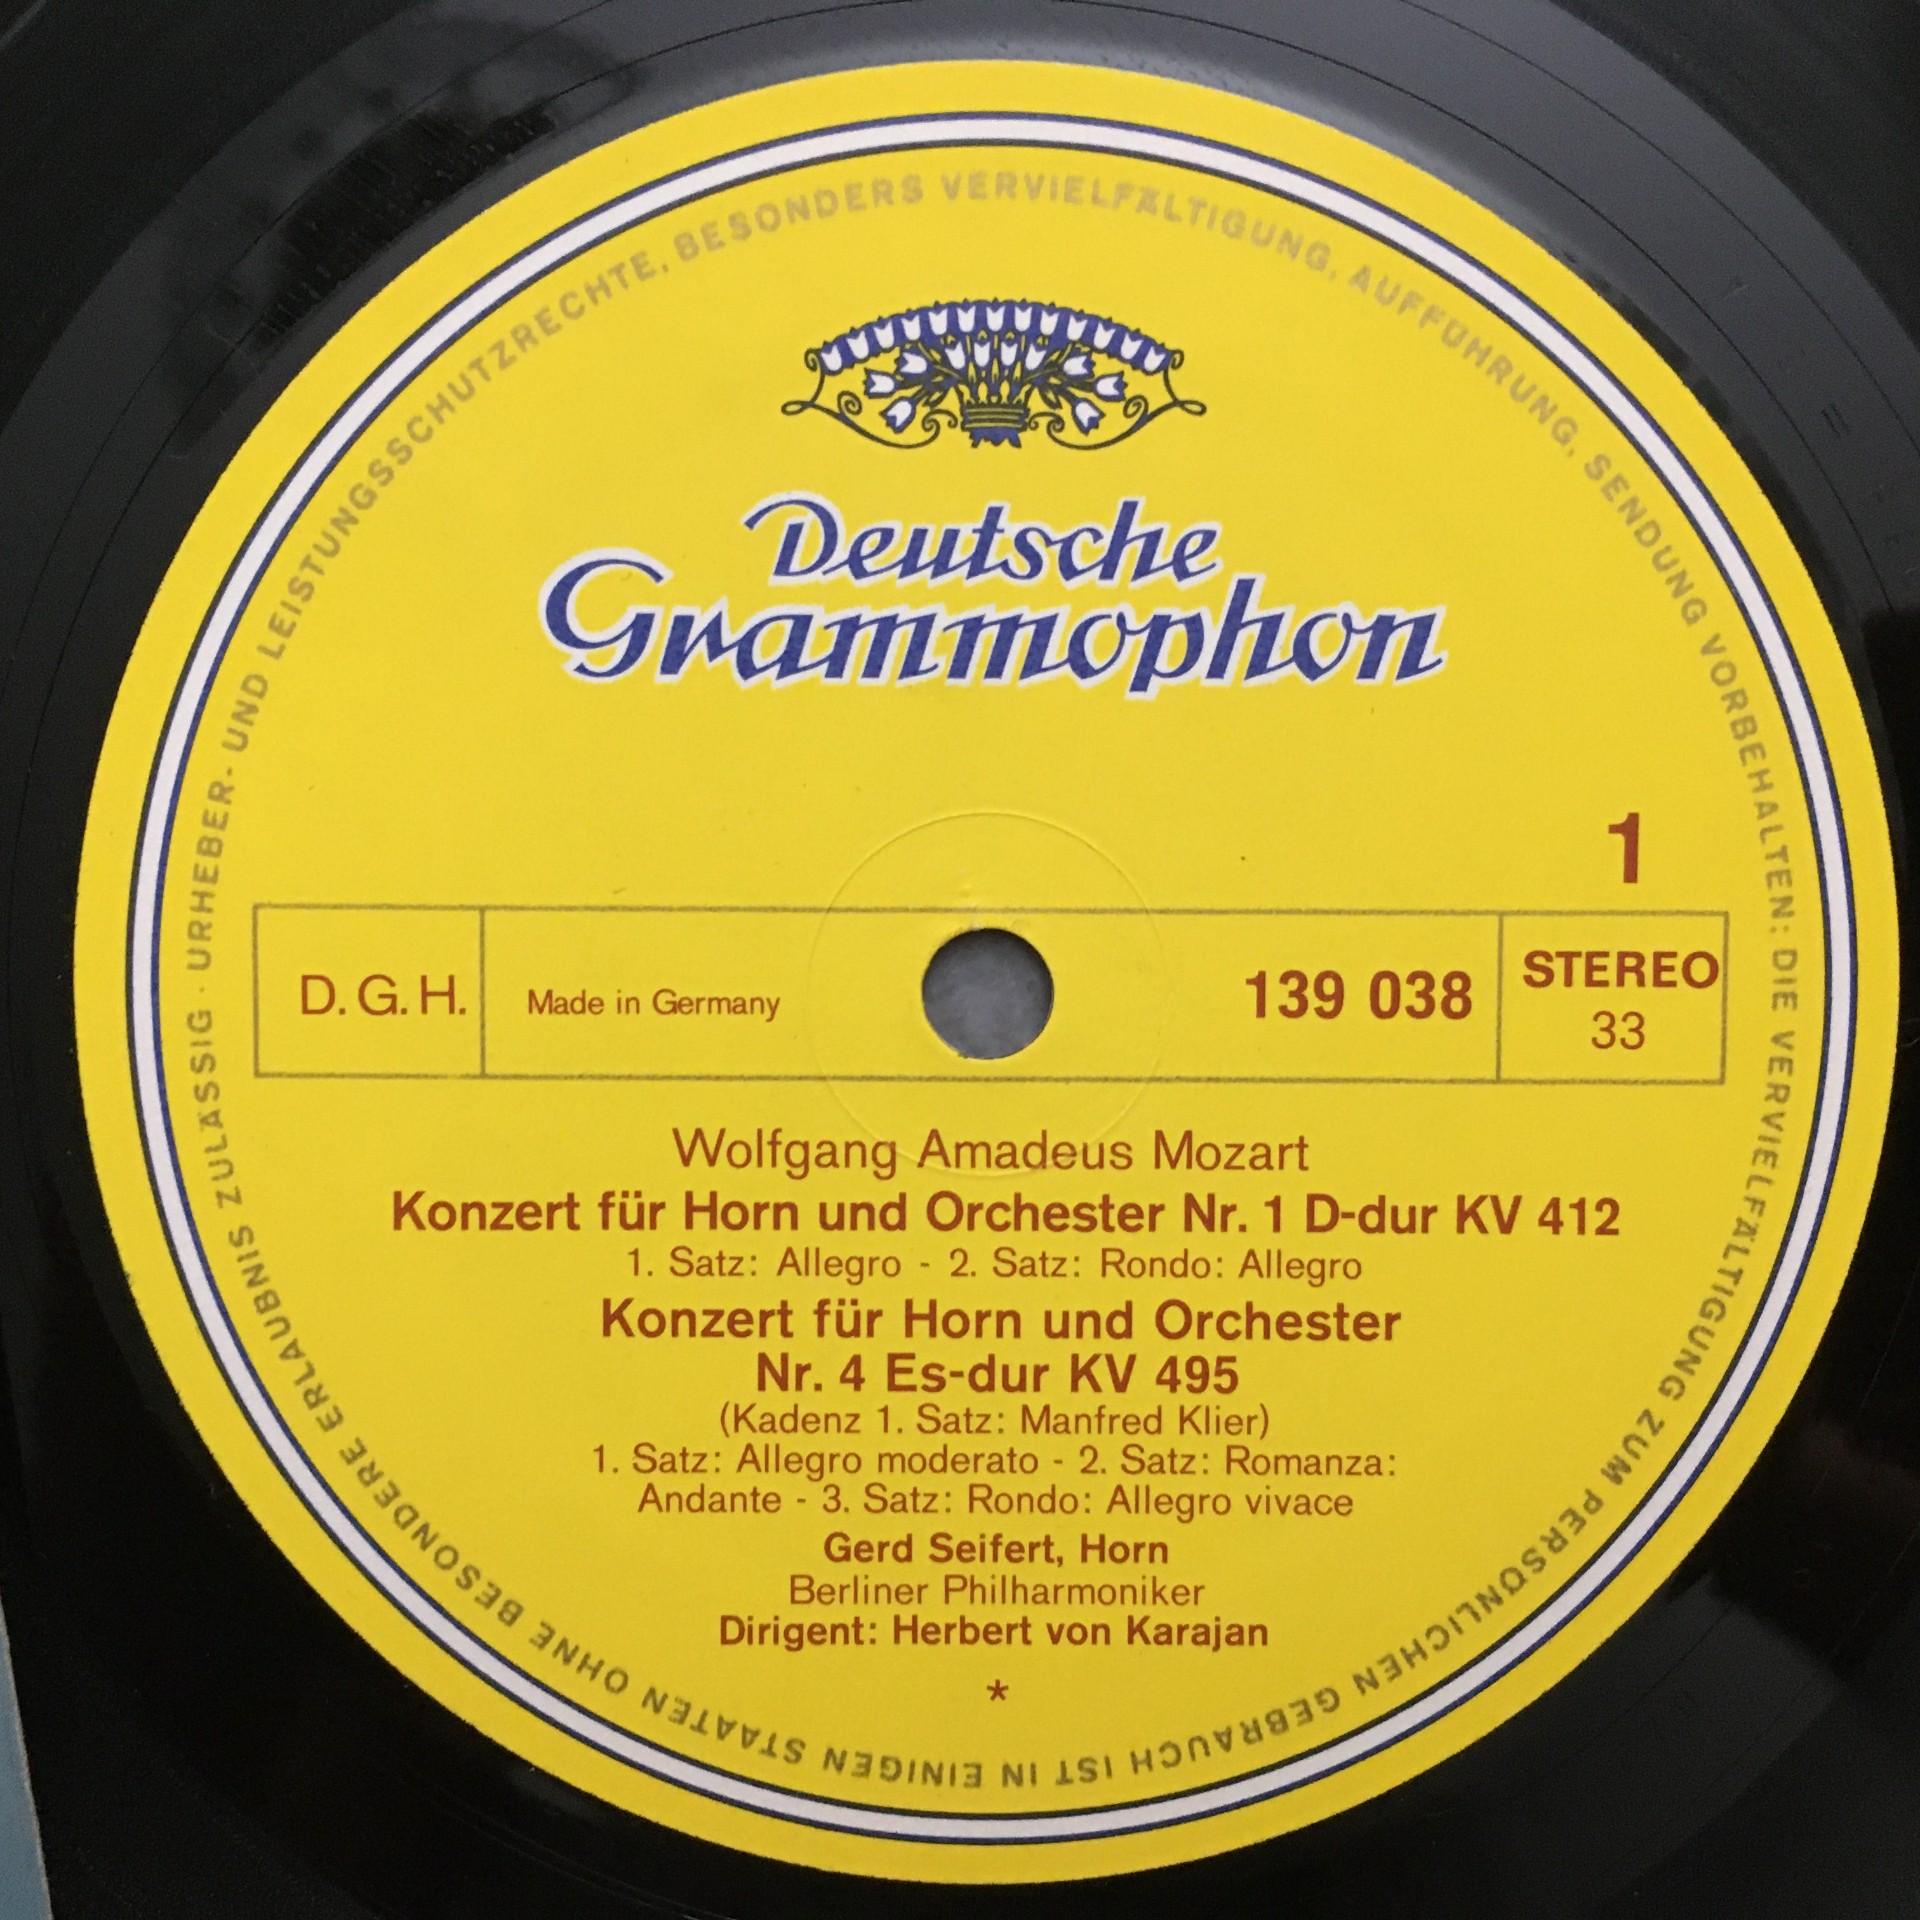 URHEBER- UND LEISTUNGSSCHUTZRECHTE, BESONDERS VERVIELFÄLTIGUNG, AUFFÜHRUNG, SENDUNG VORBEHALTEN: DIE VERVIELFÄLTIGUNG ZUM PERSÖNLICHEN GEBRAUCH IST IN EINIGEN STAATEN OHNE BESONDERE ERLAUBNIS ZULÄSSIG ·
Deutsche
Grammophon
1
D.G.H. Made in Germany 139 038 STEREO
33
Wolfgang Amadeus Mozart
Konzert für Horn und Orchester Nr. 1 D-dur KV 412
1. Satz: Allegro - 2. Satz: Rondo: Allegro
Konzert für Horn und Orchester
Nr. 4 Es-dur KV 495
(Kadenz 1. Satz: Manfred Klier)
1. Satz: Allegro moderato - 2. Satz: Romanza:
Andante - 3. Satz: Rondo: Allegro vivace
Gerd Seifert, Horn
Berliner Philharmoniker
Dirigent: Herbert von Karajan
*